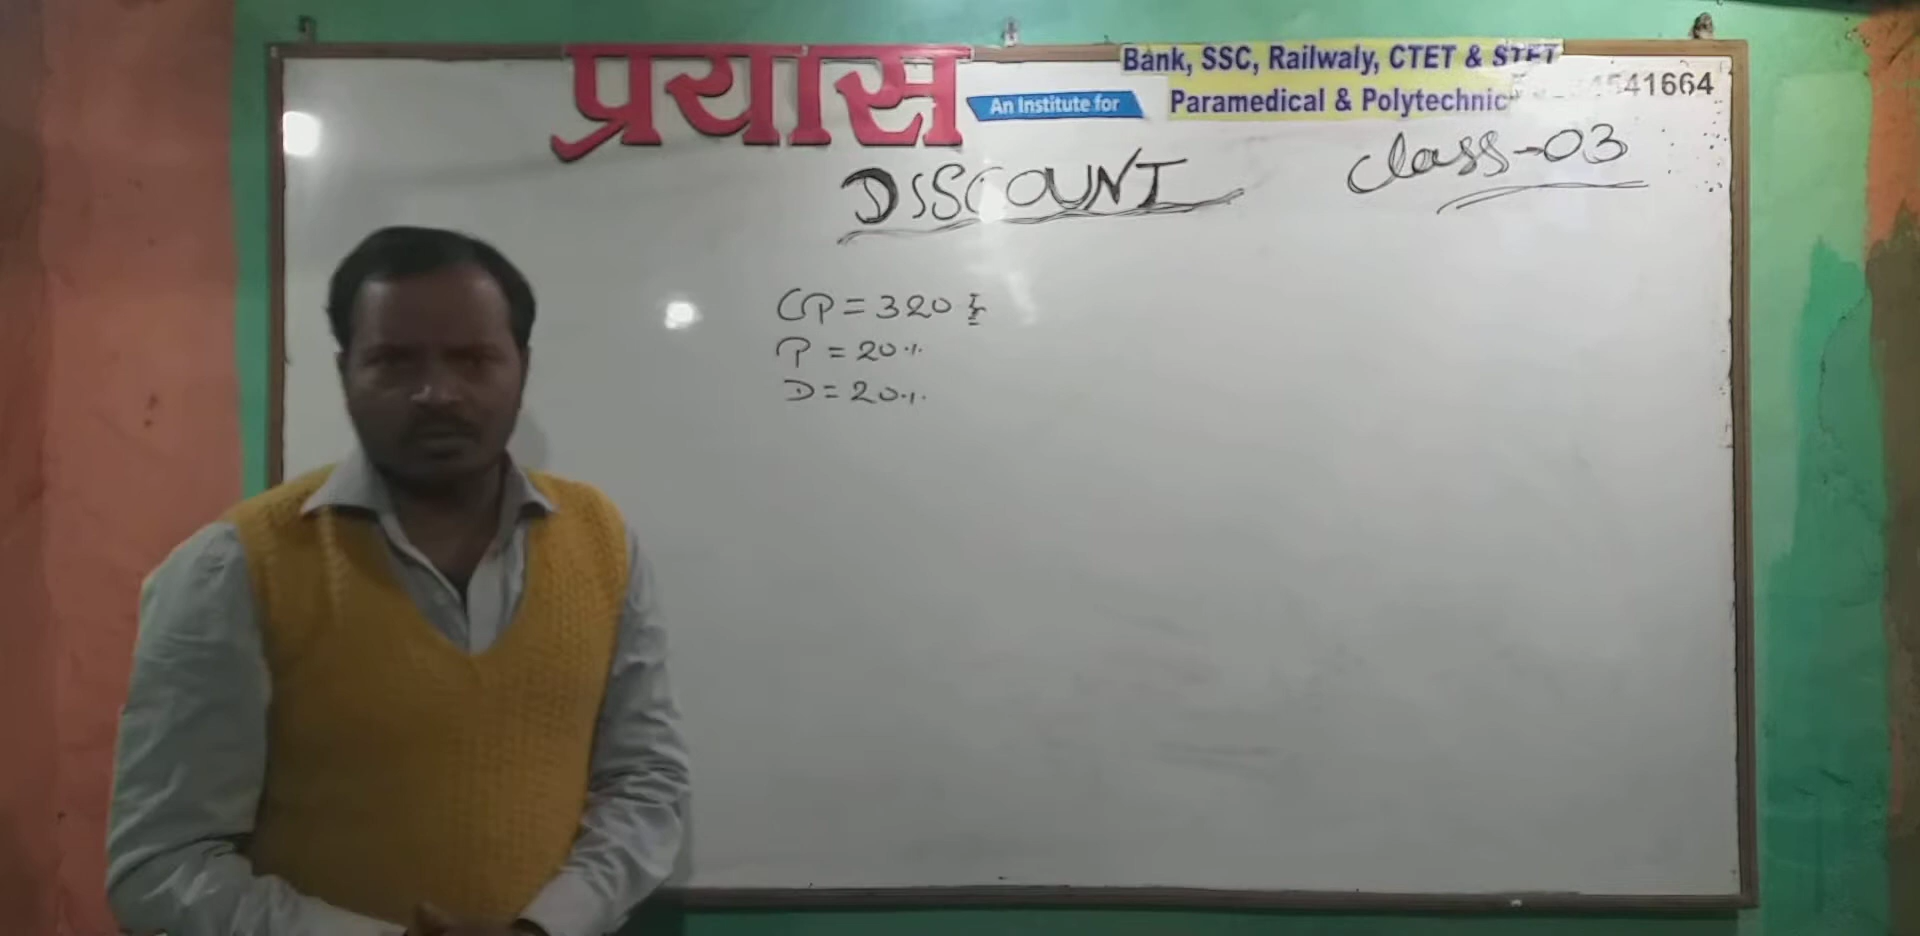 प्रयास
An Institute for
Bank, SSC, Railwaly, CTET & STET
Paramedical & Polytechnic
541664
DISCOUNT
Class-03
CP = 320 ₹
P = 20%
D = 20%